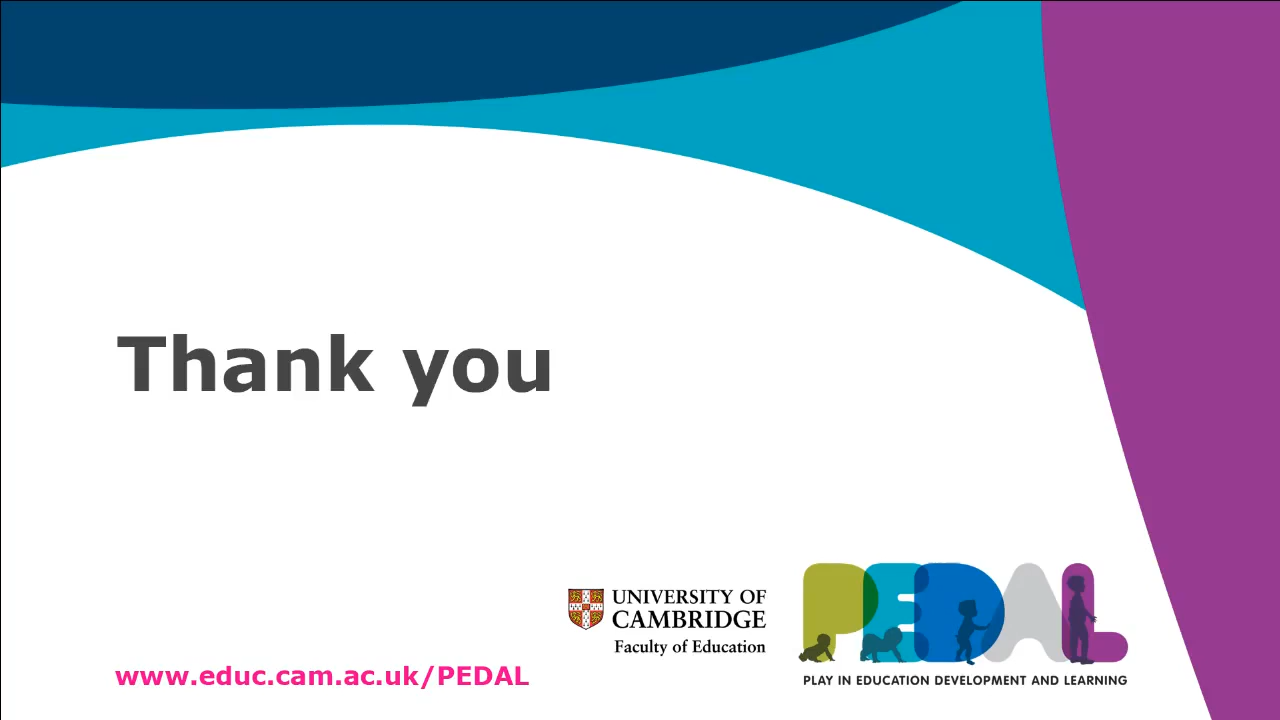 Thank you
UNIVERSITY OF
CAMBRIDGE
Faculty of Education
PEDAL
PLAY IN EDUCATION DEVELOPMENT AND LEARNING
www.educ.cam.ac.uk/PEDAL